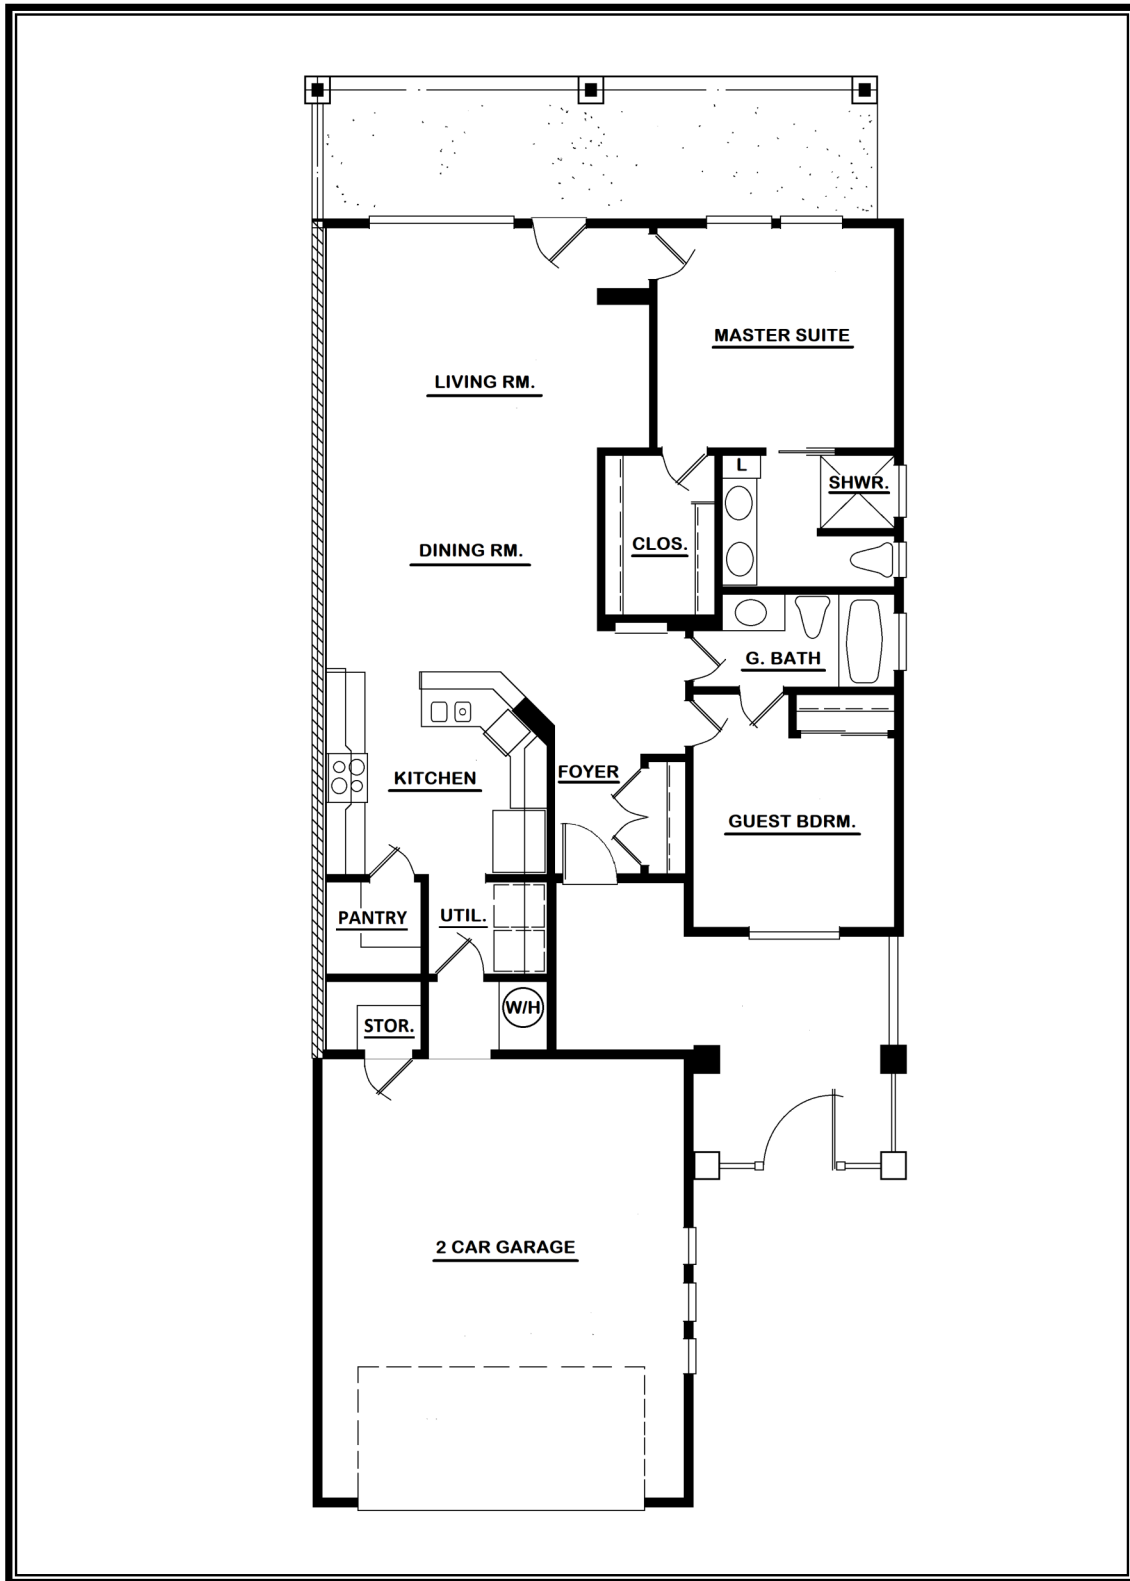 MASTER SUITE
LIVING RM.
L
SHWR.
CLOS.
DINING RM.
G. BATH
FOYER
KITCHEN
GUEST BDRM.
PANTRY
UTIL.
W/H
STOR.
2 CAR GARAGE